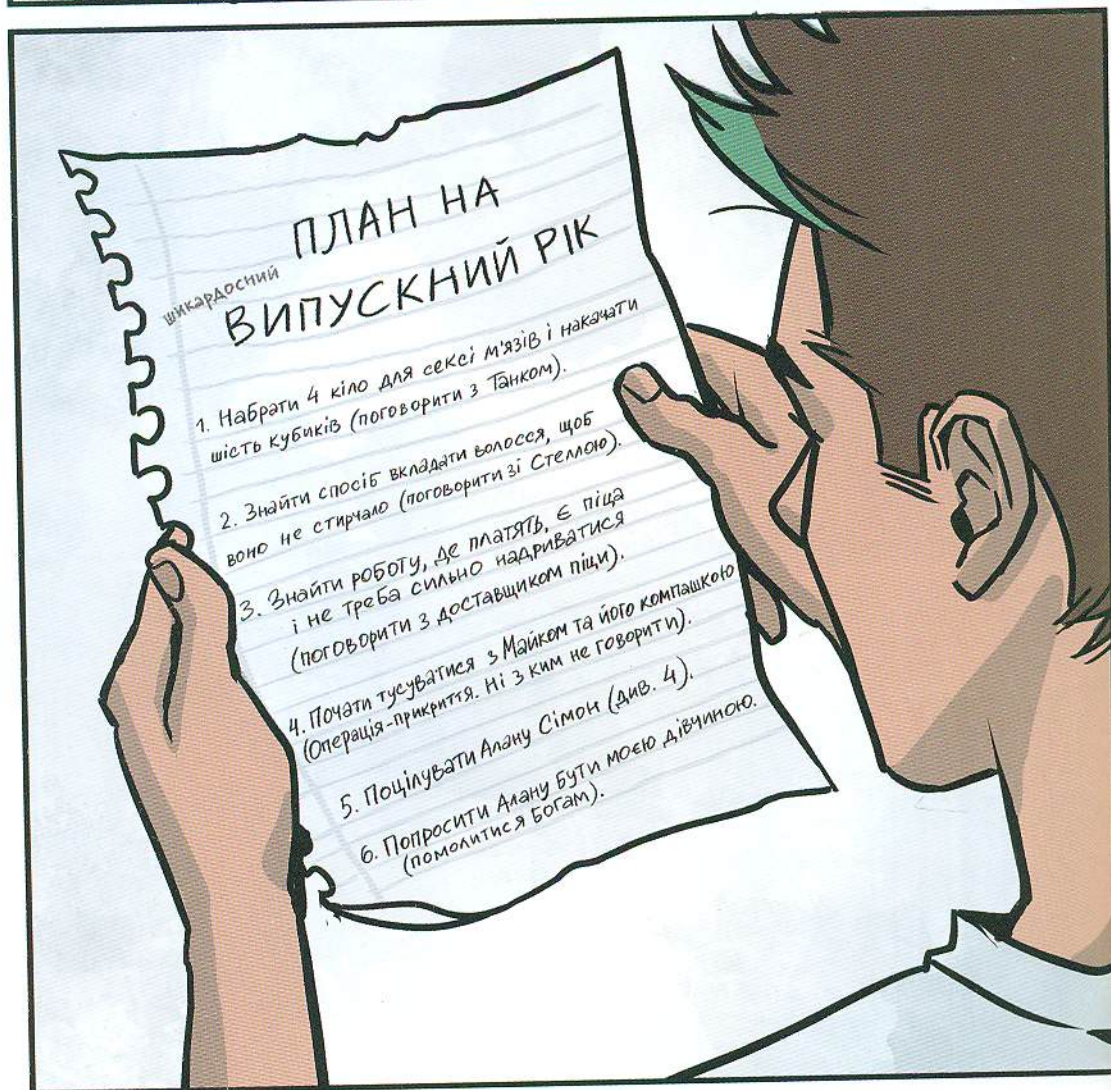 ПЛАН НА
шикардосний
ВИПУСКНИЙ РІК
1. Набрати 4 кіло для сексі м'язів і накачати
шість кубиків (поговорити з Танком).
2. Знайти спосіб вкладати волосся, щоб
воно не стирчало (поговорити зі Стеллою).
3. Знайти роботу, де платять, є піца
і не треба сильно надриватися
(поговорити з доставщиком піци).
4. Почати тусуватися з Майком та його компашкою
(Операція-прикриття. Ні з ким не говорити).
5. Поцілувати Алану Сімон (див. 4).
6. Попросити Алану бути моєю дівчиною.
(помолитися Богам).